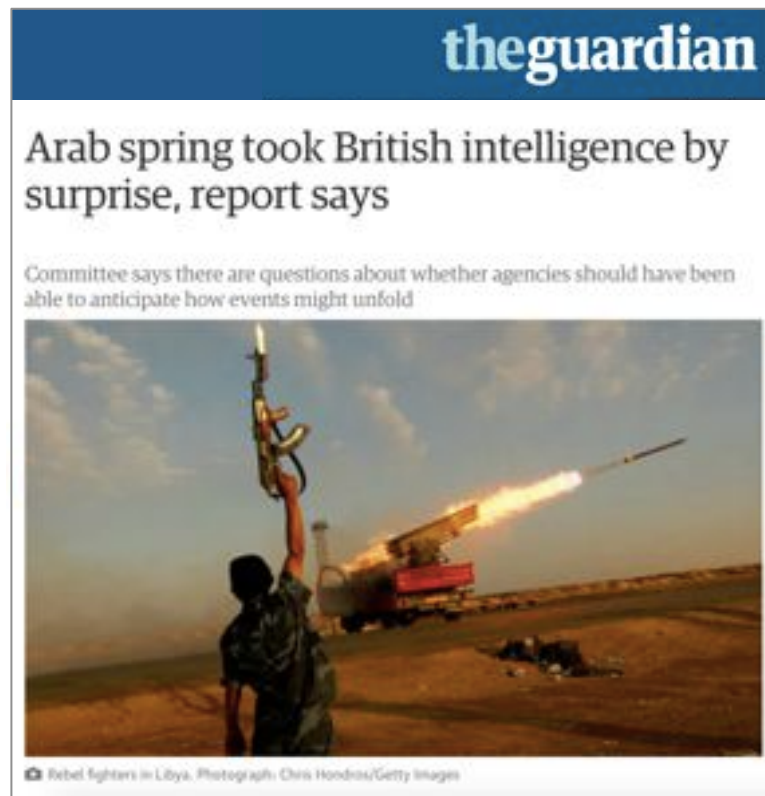 theguardian
Arab spring took British intelligence by
surprise, report says
Committee says there are questions about whether agencies should have been
able to anticipate how events might unfold
Rebel fighters in Libya. Photograph: Chris Hondros/Getty Images